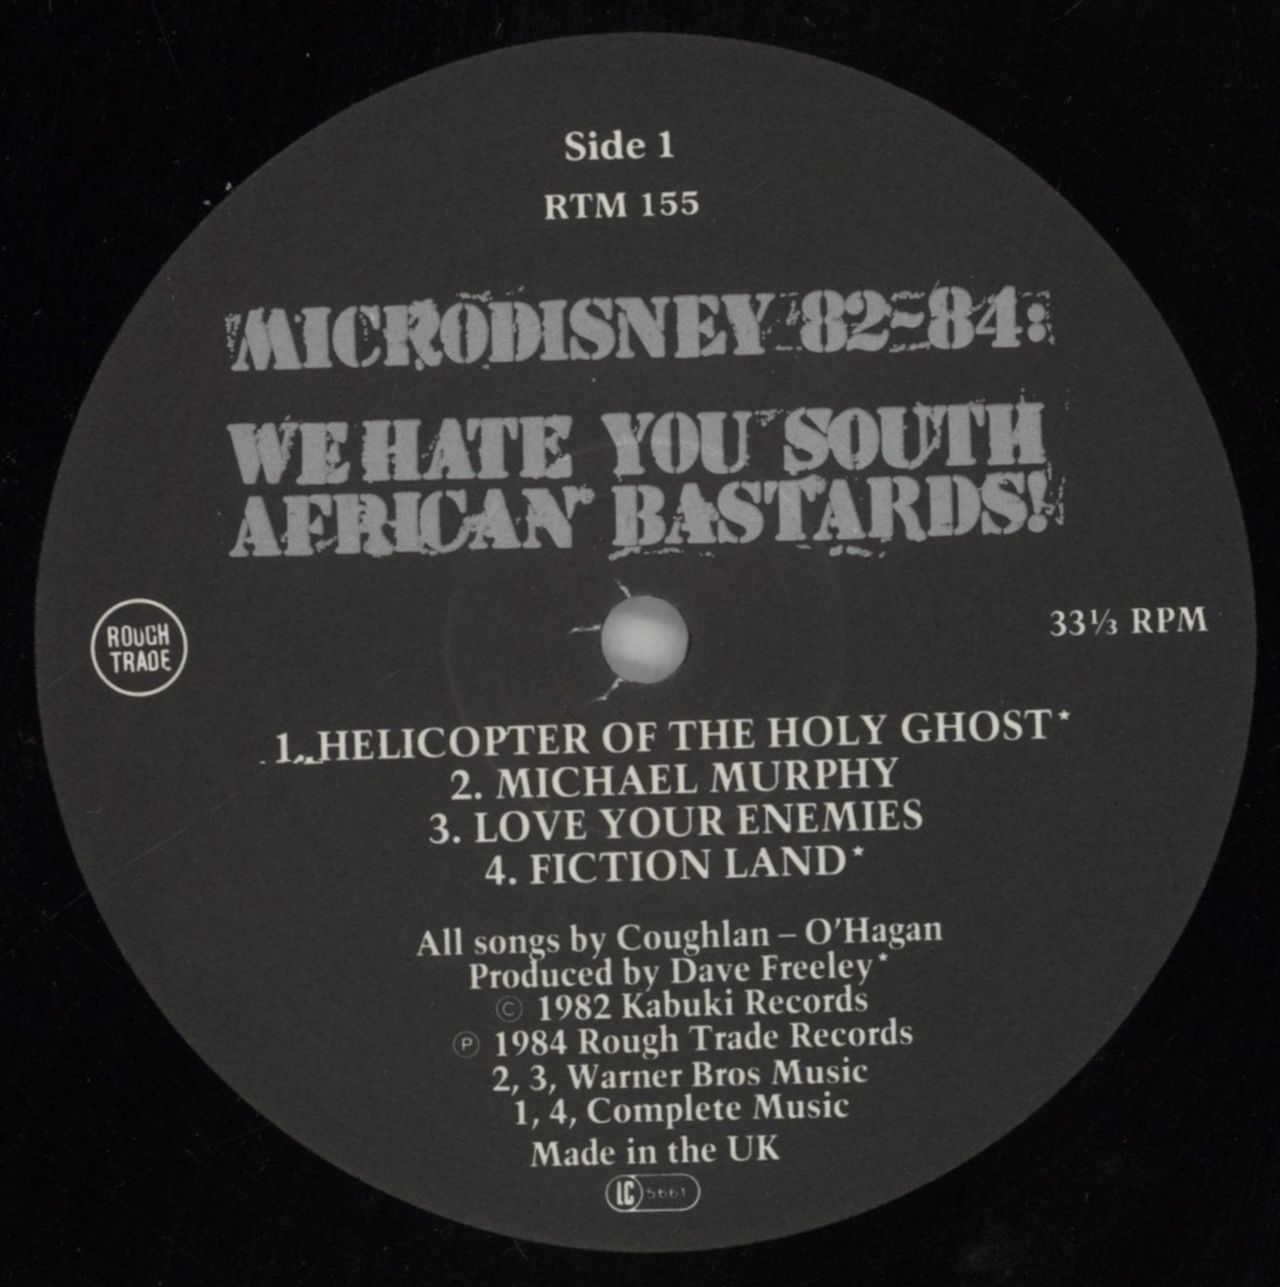 Side 1
RTM 155
MICRODISNEY 82-84:
WE HATE YOU SOUTH
AFRICAN BASTARDS!
ROUGH
TRADE
33⅓ RPM
1. HELICOPTER OF THE HOLY GHOST*
2. MICHAEL MURPHY
3. LOVE YOUR ENEMIES
4. FICTION LAND*
All songs by Coughlan – O'Hagan
Produced by Dave Freeley*
© 1982 Kabuki Records
℗ 1984 Rough Trade Records
2, 3, Warner Bros Music
1, 4, Complete Music
Made in the UK
LC 5661